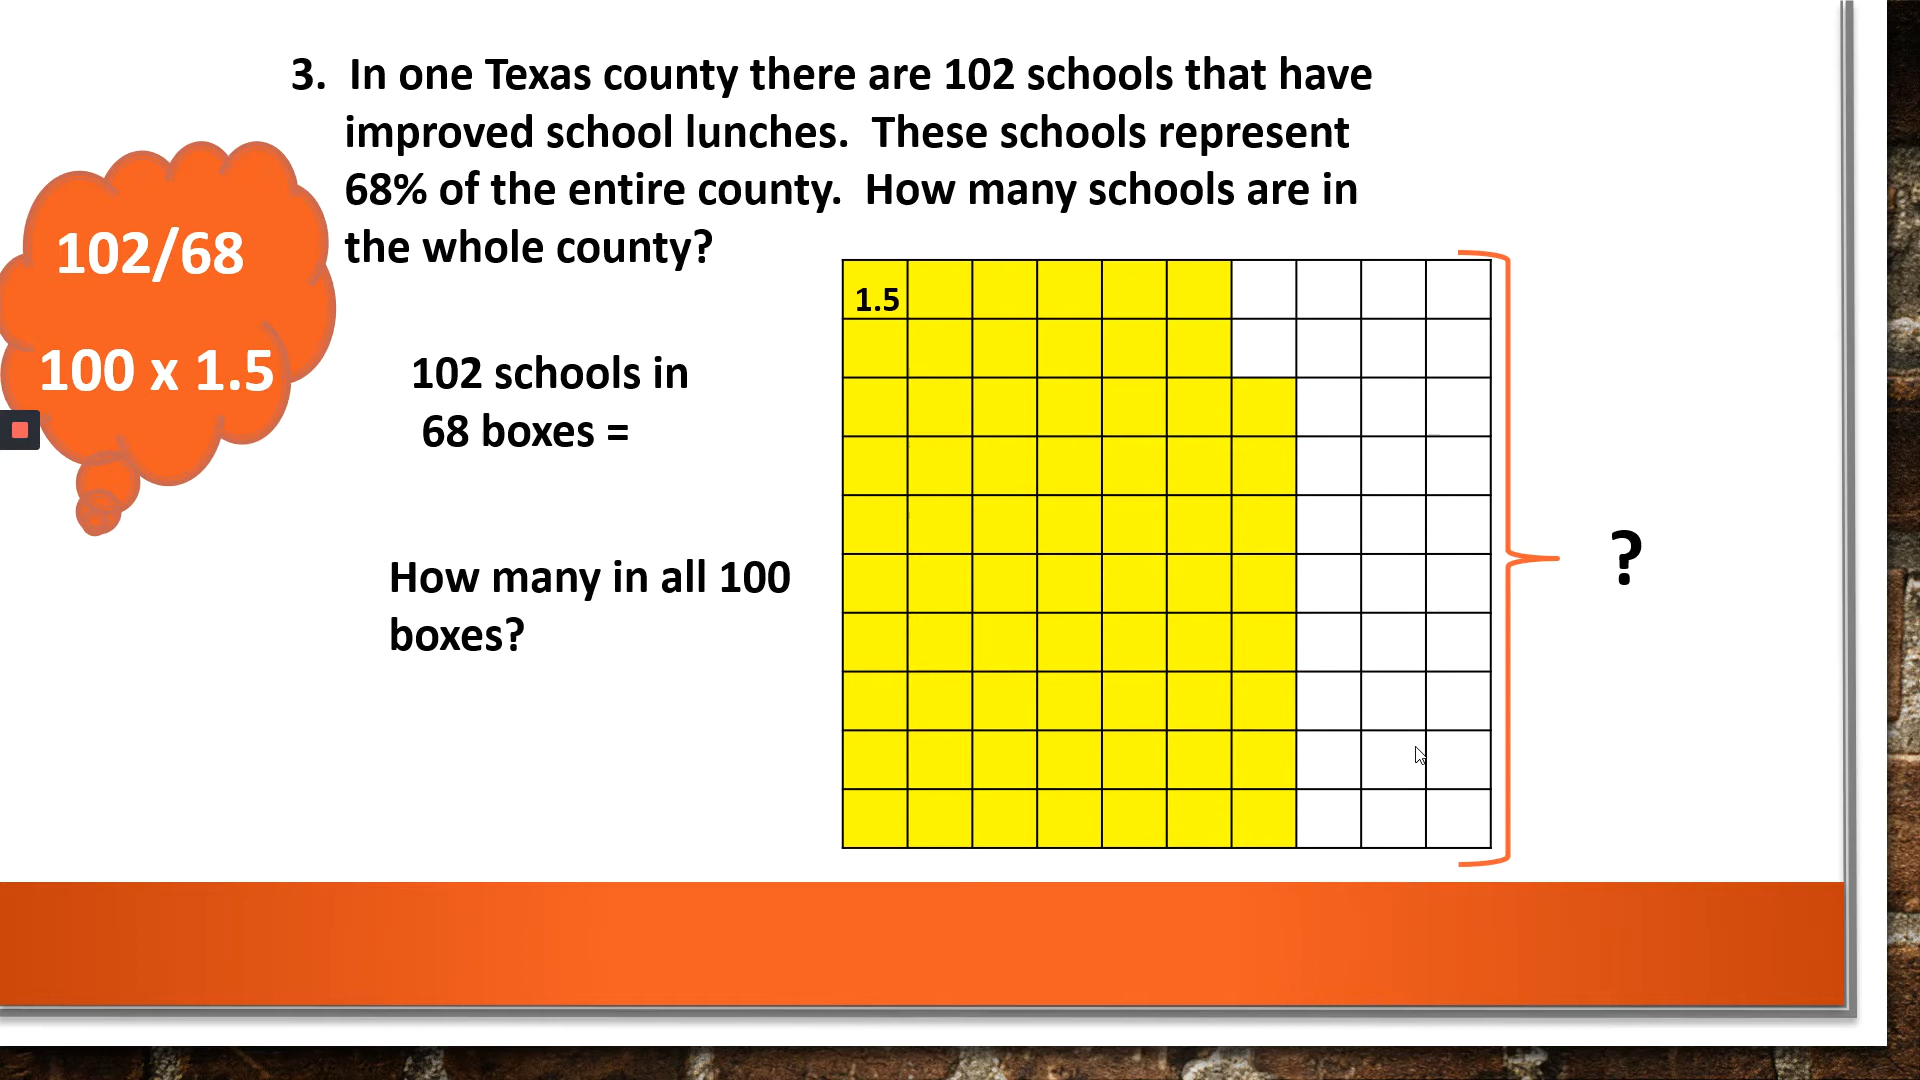 3. In one Texas county there are 102 schools that have
improved school lunches. These schools represent
68% of the entire county. How many schools are in
the whole county?
102/68
100 x 1.5
102 schools in
68 boxes =
How many in all 100
boxes?
1.5
?